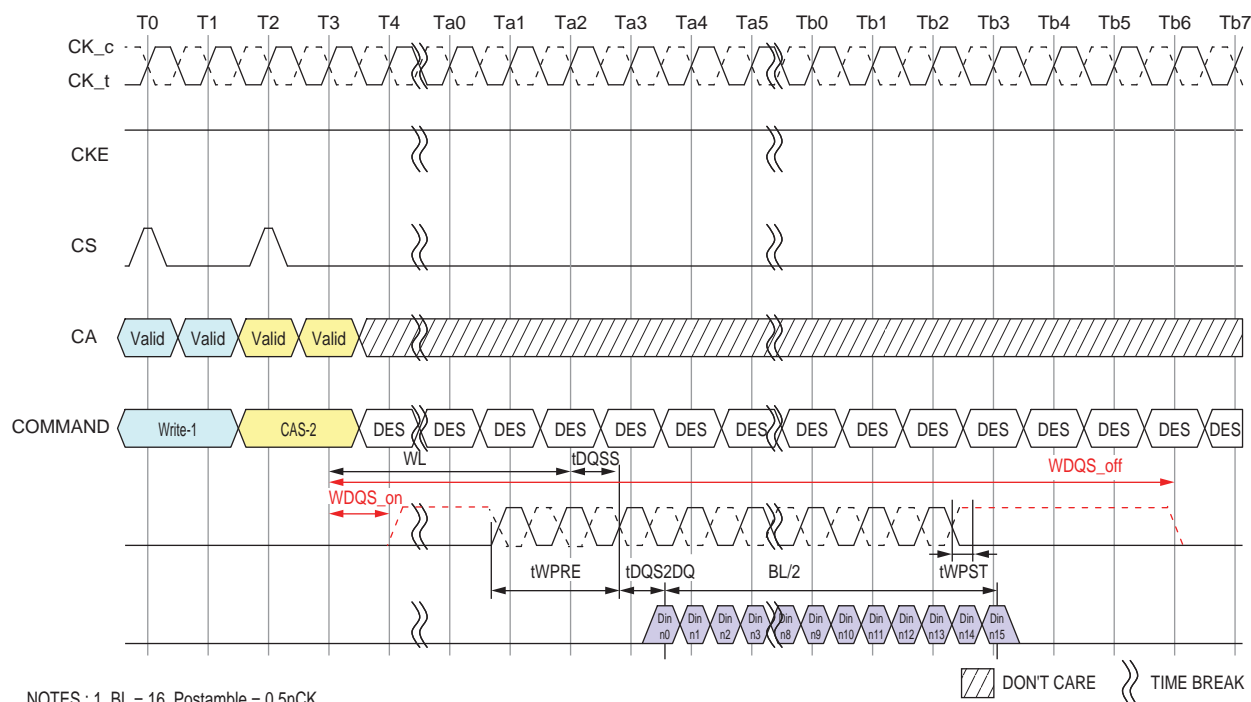 T0 T1 T2 T3 T4 Ta0 Ta1 Ta2 Ta3 Ta4 Ta5 Tb0 Tb1 Tb2 Tb3 Tb4 Tb5 Tb6 Tb7
CK_c
CK_t
CKE
CS
CA Valid Valid Valid Valid
COMMAND Write-1 CAS-2 DES DES DES DES DES DES DES DES DES DES DES DES DES DES DES
WL tDQSS WDQS_off
WDQS_on
tWPRE tDQS2DQ BL/2 tWPST
Din Din Din Din Din Din Din Din Din Din Din Din
n0 n1 n2 n3 n8 n9 n10 n11 n12 n13 n14 n15
DON'T CARE TIME BREAK
NOTES : 1. BL = 16, Postamble = 0.5nCK